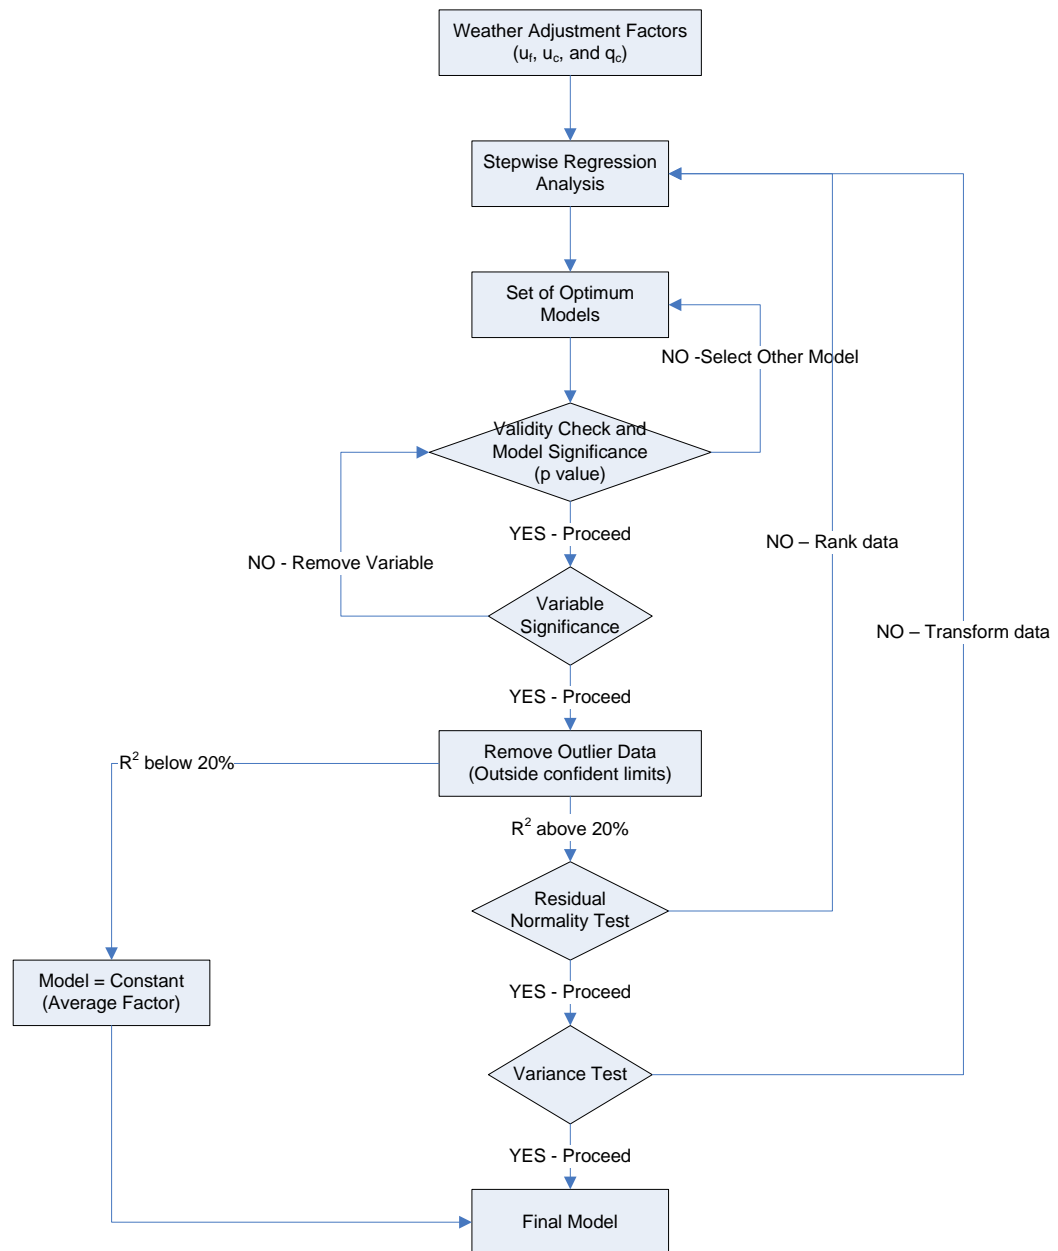 Weather Adjustment Factors
(uf, uc, and qc)
Stepwise Regression
Analysis
Set of Optimum
Models
NO -Select Other Model
Validity Check and
Model Significance
(p value)
YES - Proceed
NO – Rank data
NO - Remove Variable
Variable
Significance
NO – Transform data
YES - Proceed
Remove Outlier Data
(Outside confident limits)
R² below 20%
R² above 20%
Residual
Normality Test
Model = Constant
(Average Factor)
YES - Proceed
Variance Test
YES - Proceed
Final Model